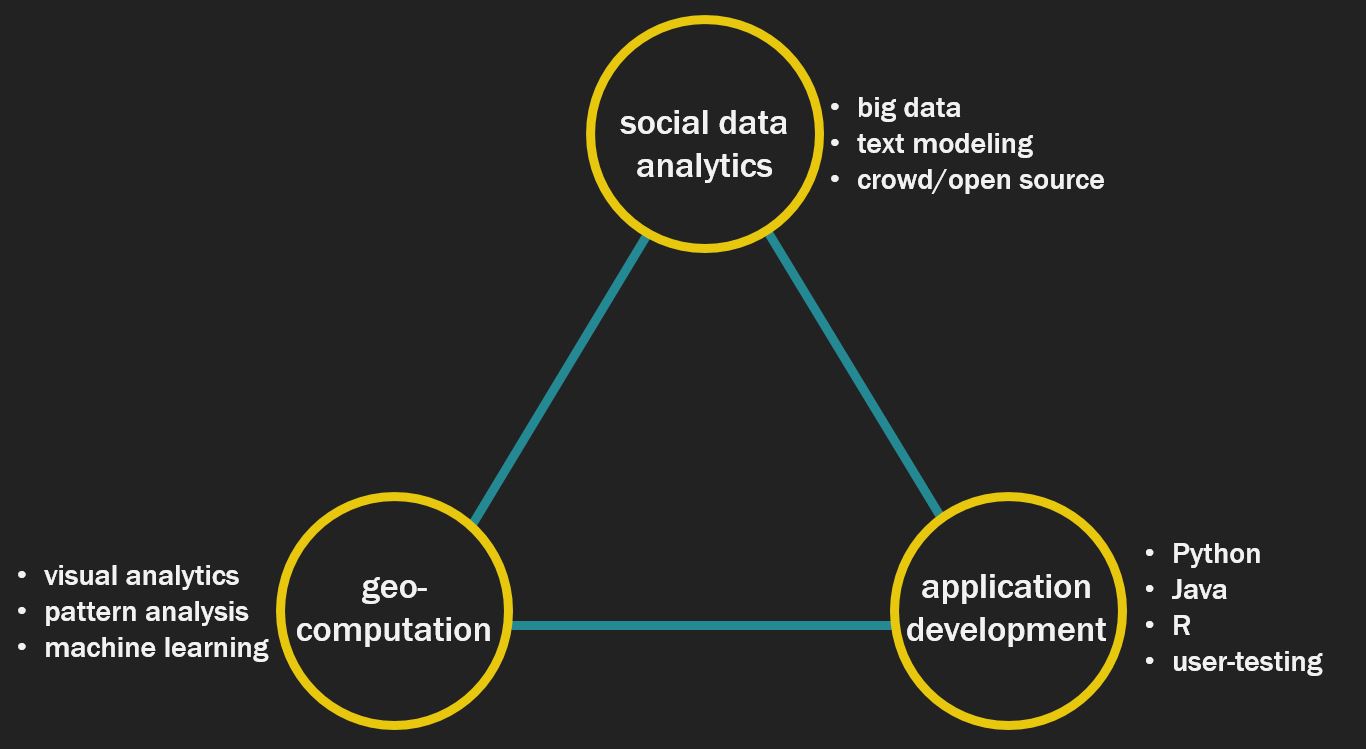 social data
analytics
• big data
• text modeling
• crowd/open source
• visual analytics
• pattern analysis
• machine learning
geo-
computation
application
development
• Python
• Java
• R
• user-testing